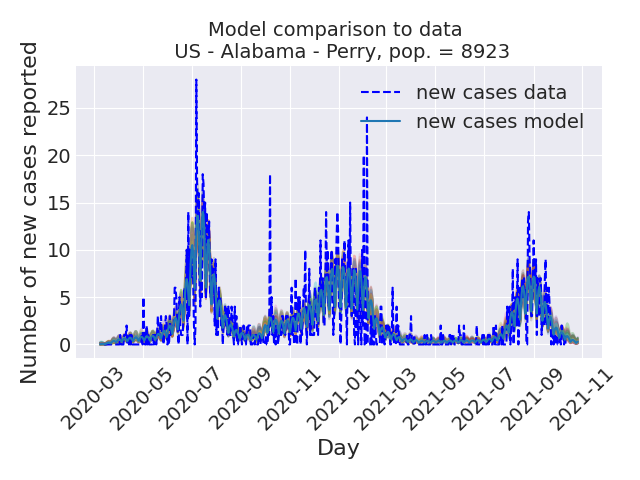 Model comparison to data
US - Alabama - Perry, pop. = 8923
Number of new cases reported
25
20
15
10
5
0
new cases data
new cases model
2020-03
2020-05
2020-07
2020-09
2020-11
2021-01
2021-03
2021-05
2021-07
2021-09
2021-11
Day